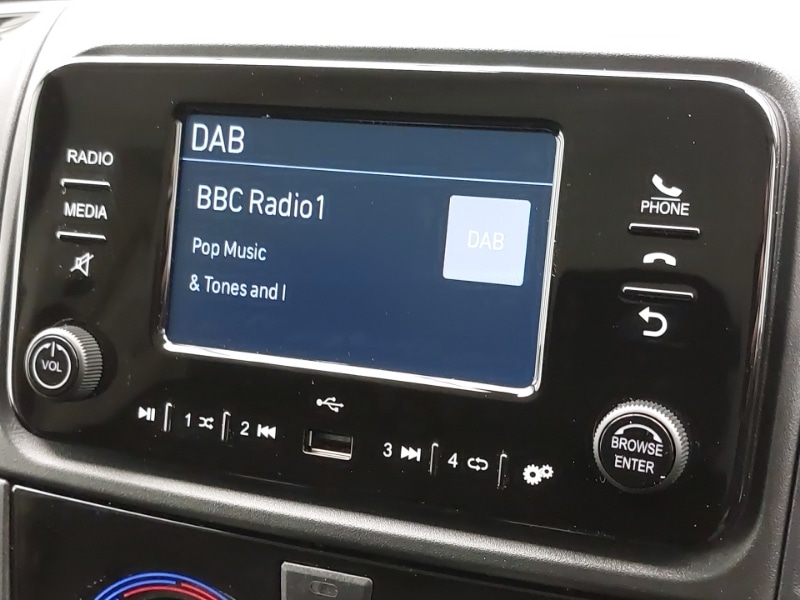 DAB
BBC Radio1
Pop Music
& Tones and I
DAB
RADIO
MEDIA
VOL
1
2
3
4
PHONE
BROWSE
ENTER